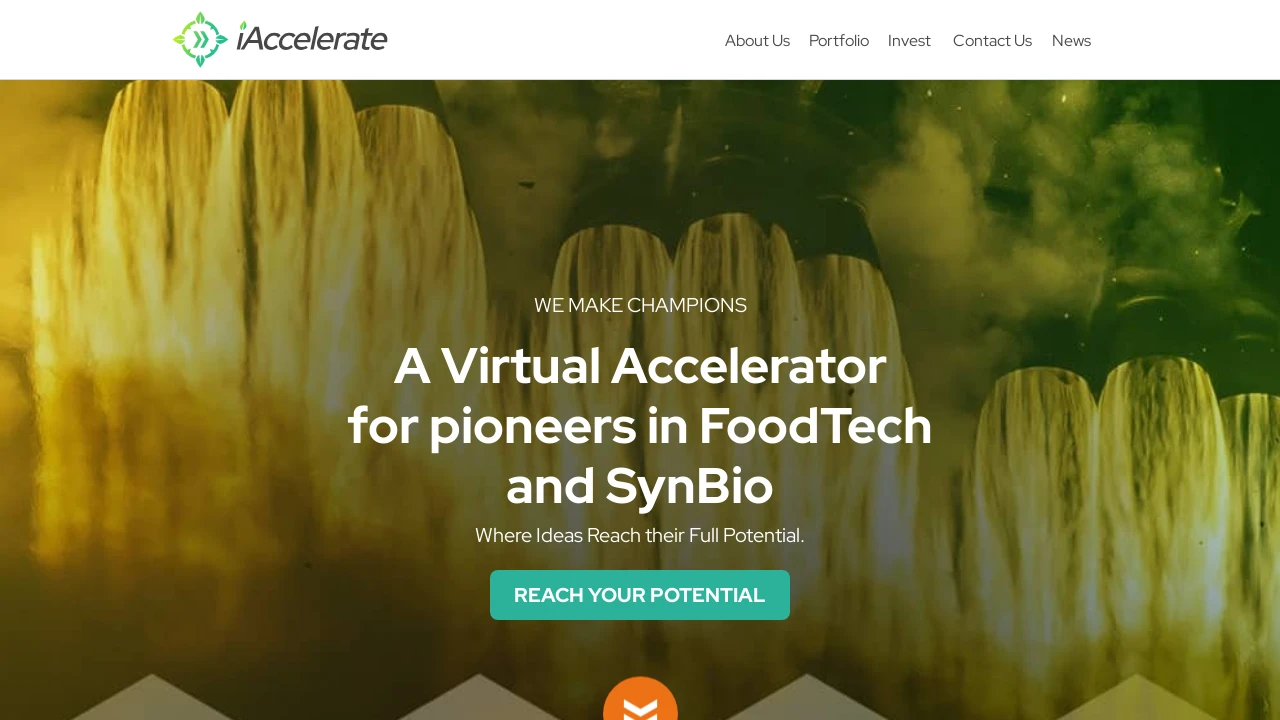 iAccelerate
About Us
Portfolio
Invest
Contact Us
News
WE MAKE CHAMPIONS
A Virtual Accelerator
for pioneers in FoodTech
and SynBio
Where Ideas Reach their Full Potential.
REACH YOUR POTENTIAL